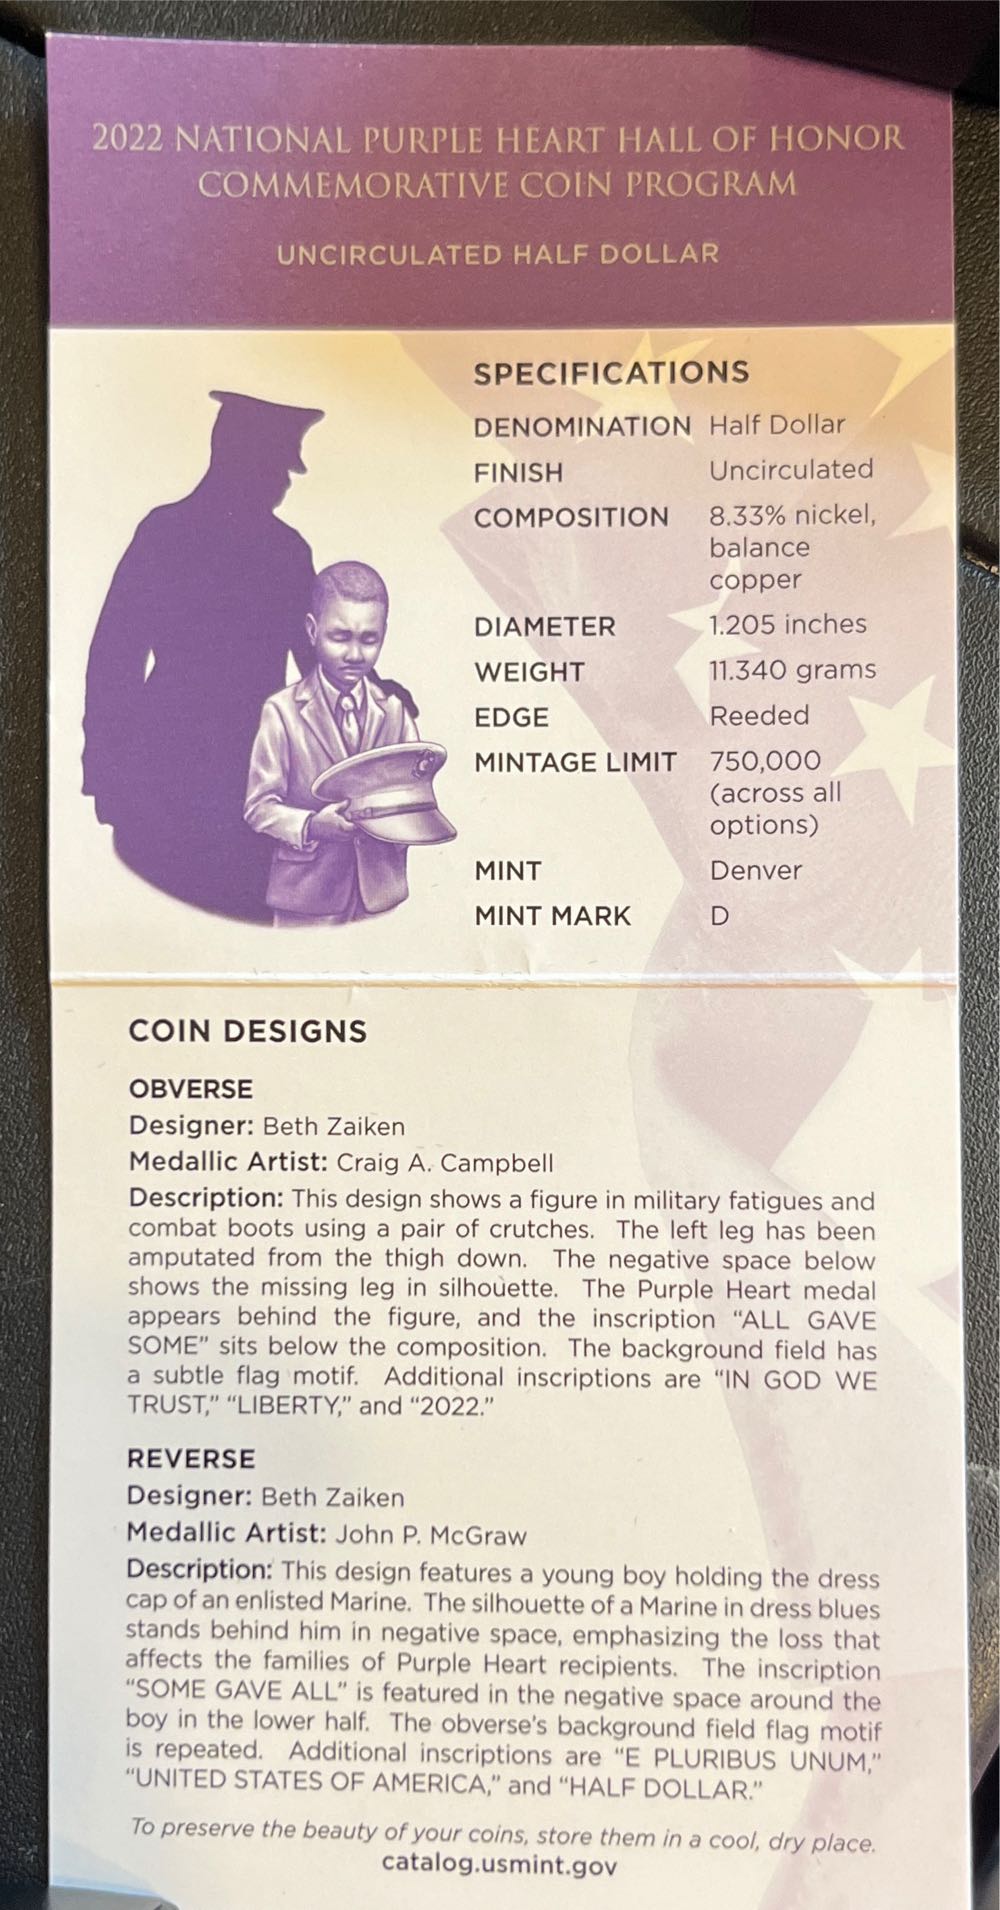 2022 NATIONAL PURPLE HEART HALL OF HONOR
COMMEMORATIVE COIN PROGRAM
UNCIRCULATED HALF DOLLAR
SPECIFICATIONS
DENOMINATION Half Dollar
FINISH Uncirculated
COMPOSITION 8.33% nickel,
balance
copper
DIAMETER 1.205 inches
WEIGHT 11.340 grams
EDGE Reeded
MINTAGE LIMIT 750,000
(across all
options)
MINT Denver
MINT MARK D
COIN DESIGNS
OBVERSE
Designer: Beth Zaiken
Medallic Artist: Craig A. Campbell
Description: This design shows a figure in military fatigues and
combat boots using a pair of crutches. The left leg has been
amputated from the thigh down. The negative space below
shows the missing leg in silhouette. The Purple Heart medal
appears behind the figure, and the inscription “ALL GAVE
SOME” sits below the composition. The background field has
a subtle flag motif. Additional inscriptions are “IN GOD WE
TRUST,” “LIBERTY,” and “2022.”
REVERSE
Designer: Beth Zaiken
Medallic Artist: John P. McGraw
Description: This design features a young boy holding the dress
cap of an enlisted Marine. The silhouette of a Marine in dress blues
stands behind him in negative space, emphasizing the loss that
affects the families of Purple Heart recipients. The inscription
“SOME GAVE ALL” is featured in the negative space around the
boy in the lower half. The obverse’s background field flag motif
is repeated. Additional inscriptions are “E PLURIBUS UNUM,”
“UNITED STATES OF AMERICA,” and “HALF DOLLAR.”
To preserve the beauty of your coins, store them in a cool, dry place.
catalog.usmint.gov